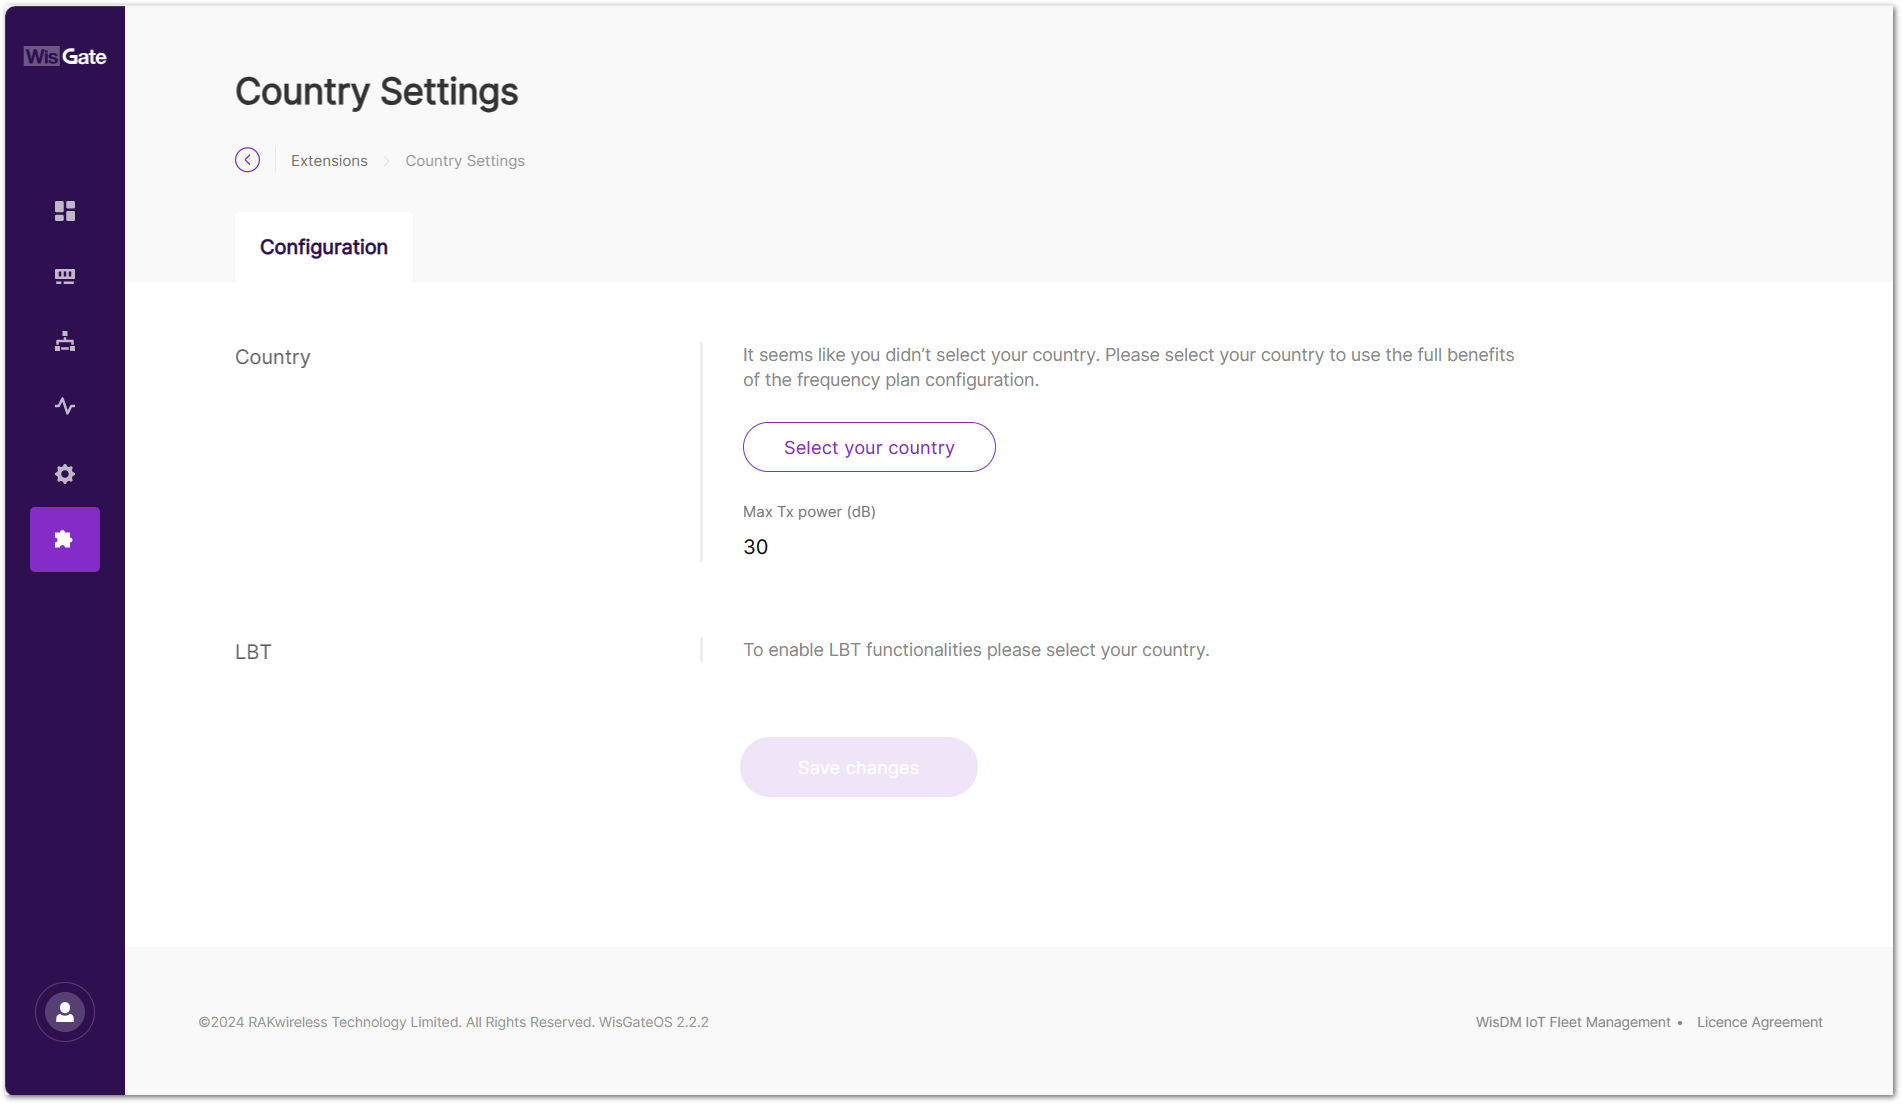 WisGate
Country Settings
Extensions
Country Settings
Configuration
Country
It seems like you didn’t select your country. Please select your country to use the full benefits
of the frequency plan configuration.
Select your country
Max Tx power (dB)
30
LBT
To enable LBT functionalities please select your country.
Save changes
©2024 RAKwireless Technology Limited. All Rights Reserved. WisGateOS 2.2.2
WisDM IoT Fleet Management • Licence Agreement